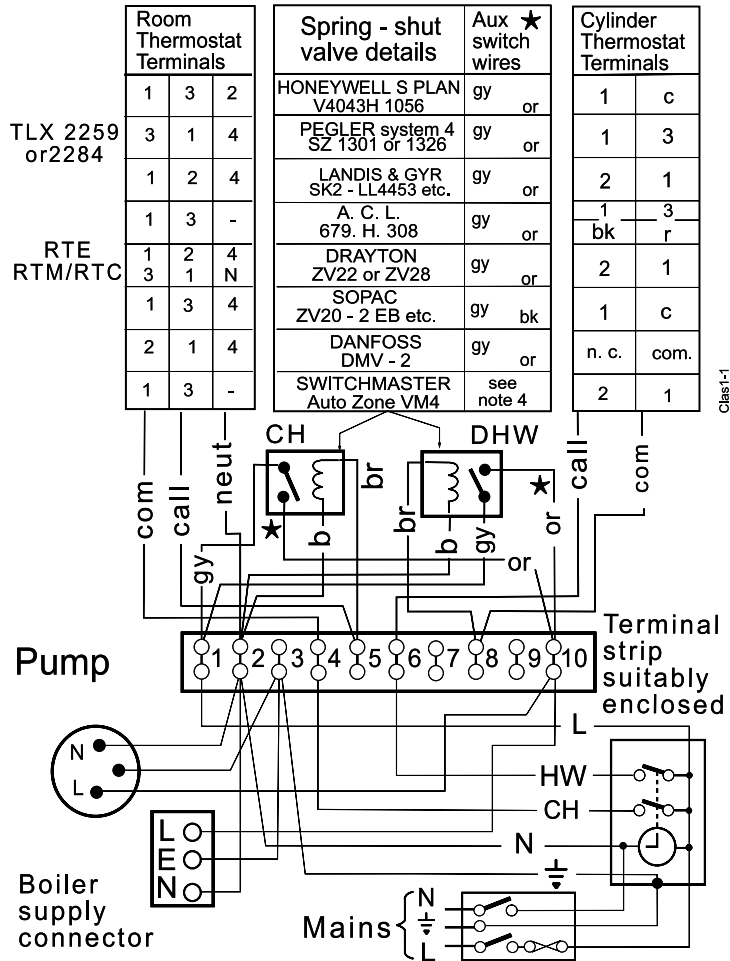 Room
Thermostat
Terminals
Spring - shut
valve details
Aux ★
switch
wires
Cylinder
Thermostat
Terminals
1 3 2
HONEYWELL S PLAN
V4043H 1056
gy or
1 c
TLX 2259
or2284
3 1 4
PEGLER system 4
SZ 1301 or 1326
gy or
1 3
1 2 4
LANDIS & GYR
SK2 - LL4453 etc.
gy or
2 1
1 3 -
A. C. L.
679. H. 308
gy or
1 3
bk r
RTE
RTM/RTC
1 2 4
3 1 N
DRAYTON
ZV22 or ZV28
gy or
2 1
1 3 4
SOPAC
ZV20 - 2 EB etc.
gy bk
1 c
2 1 4
DANFOSS
DMV - 2
gy or
n. c. com.
1 3 -
SWITCHMASTER
Auto Zone VM4
see
note 4
2 1
Clas1-1
CH
DHW
com
call
neut
gy
★
b
br
br
b
gy
★
or
or
call
com
Pump
1 2 3 4 5 6 7 8 9 10
Terminal
strip
suitably
enclosed
L
N
L
HW
CH
N
L
E
N
Boiler
supply
connector
Mains
N
L